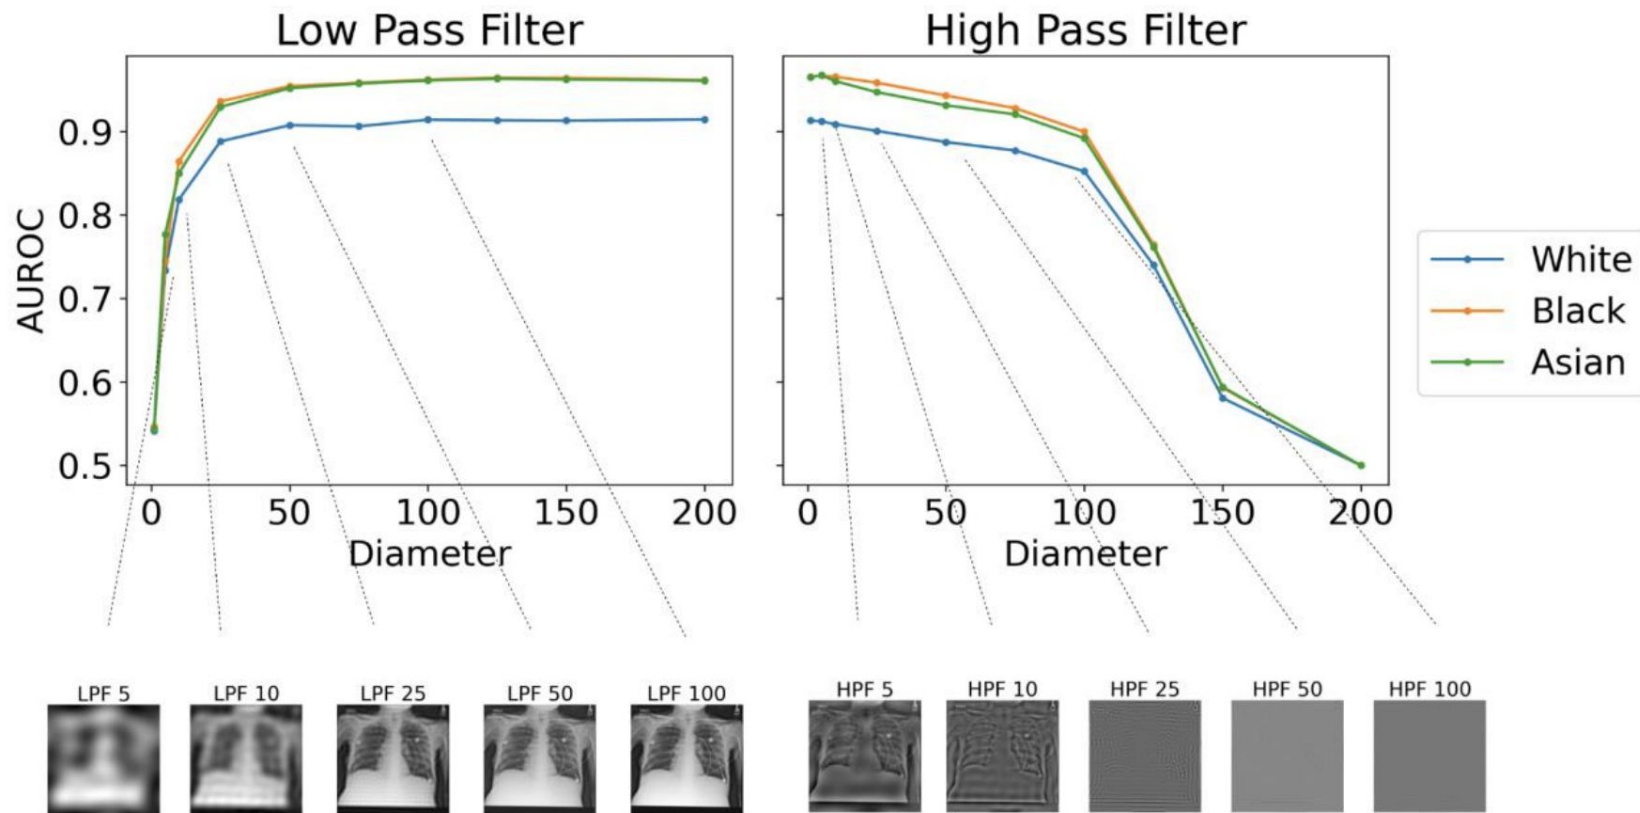 Low Pass Filter
High Pass Filter
AUROC
0.9
0.8
0.7
0.6
0.5
0 50 100 150 200
Diameter
0 50 100 150 200
Diameter
White
Black
Asian
LPF 5 LPF 10 LPF 25 LPF 50 LPF 100
HPF 5 HPF 10 HPF 25 HPF 50 HPF 100